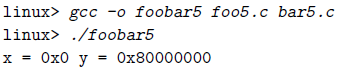 linux> gcc -o foobar5 foo5.c bar5.c
linux> ./foobar5
x = 0x0 y = 0x80000000